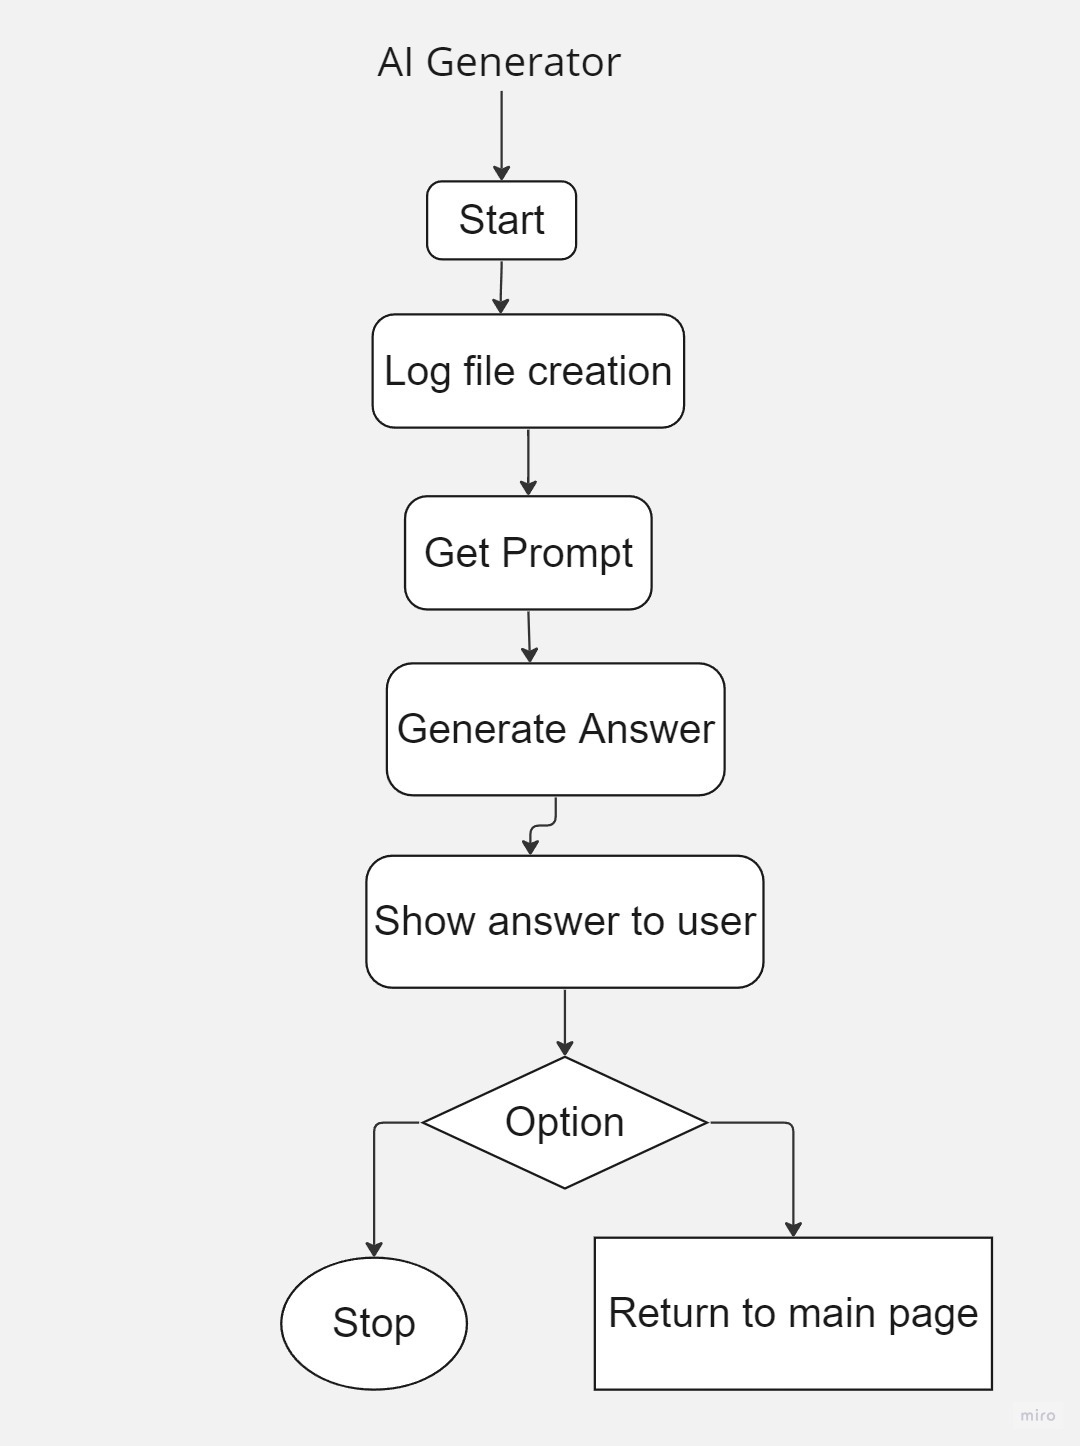 AI Generator
Start
Log file creation
Get Prompt
Generate Answer
Show answer to user
Option
Stop
Return to main page
miro